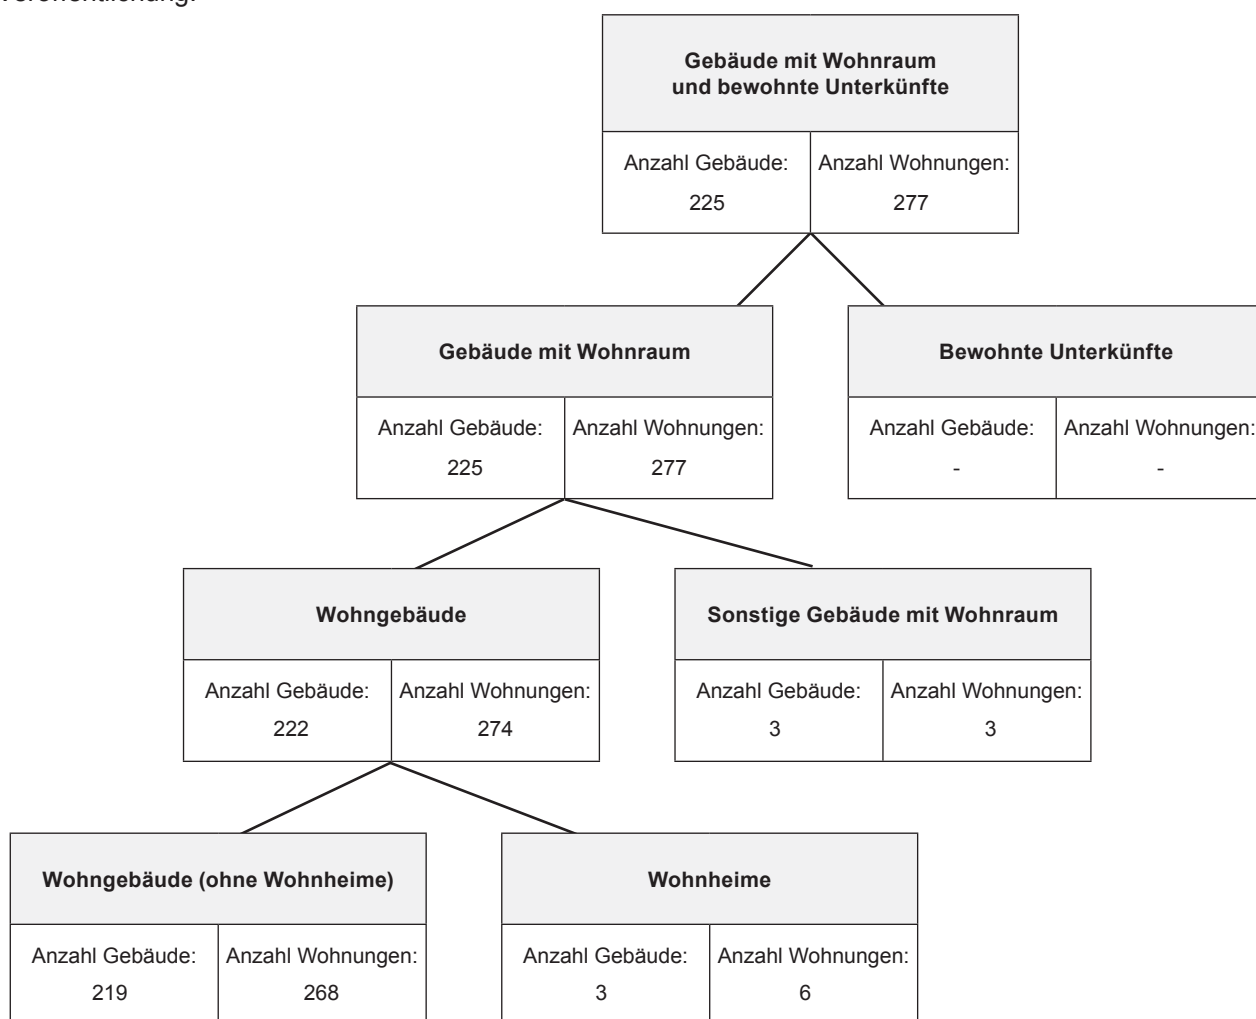 Veröffentlichung.
Gebäude mit Wohnraum
und bewohnte Unterkünfte
Anzahl Gebäude: Anzahl Wohnungen:
225 277
Gebäude mit Wohnraum Bewohnte Unterkünfte
Anzahl Gebäude: Anzahl Wohnungen: Anzahl Gebäude: Anzahl Wohnungen:
225 277 - -
Wohngebäude Sonstige Gebäude mit Wohnraum
Anzahl Gebäude: Anzahl Wohnungen: Anzahl Gebäude: Anzahl Wohnungen:
222 274 3 3
Wohngebäude (ohne Wohnheime) Wohnheime
Anzahl Gebäude: Anzahl Wohnungen: Anzahl Gebäude: Anzahl Wohnungen:
219 268 3 6